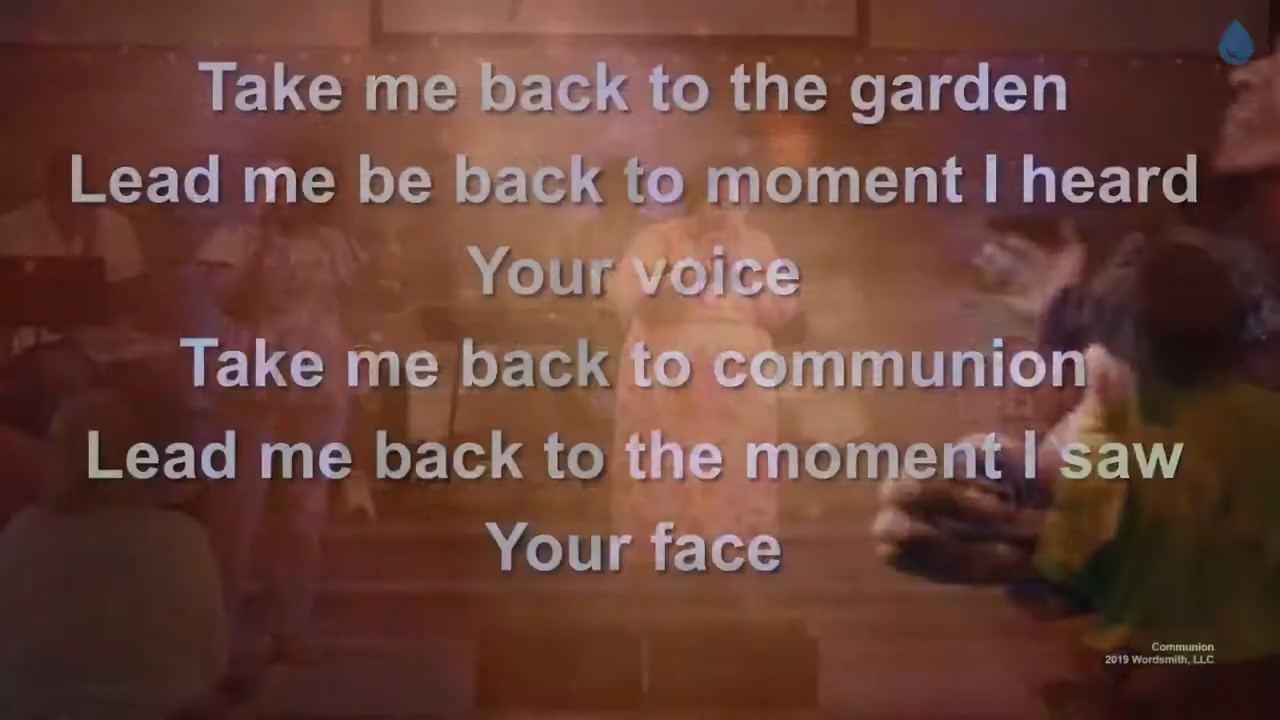 Take me back to the garden
Lead me be back to moment I heard
Your voice
Take me back to communion
Lead me back to the moment I saw
Your face
Communion
2019 Wordsmith, LLC